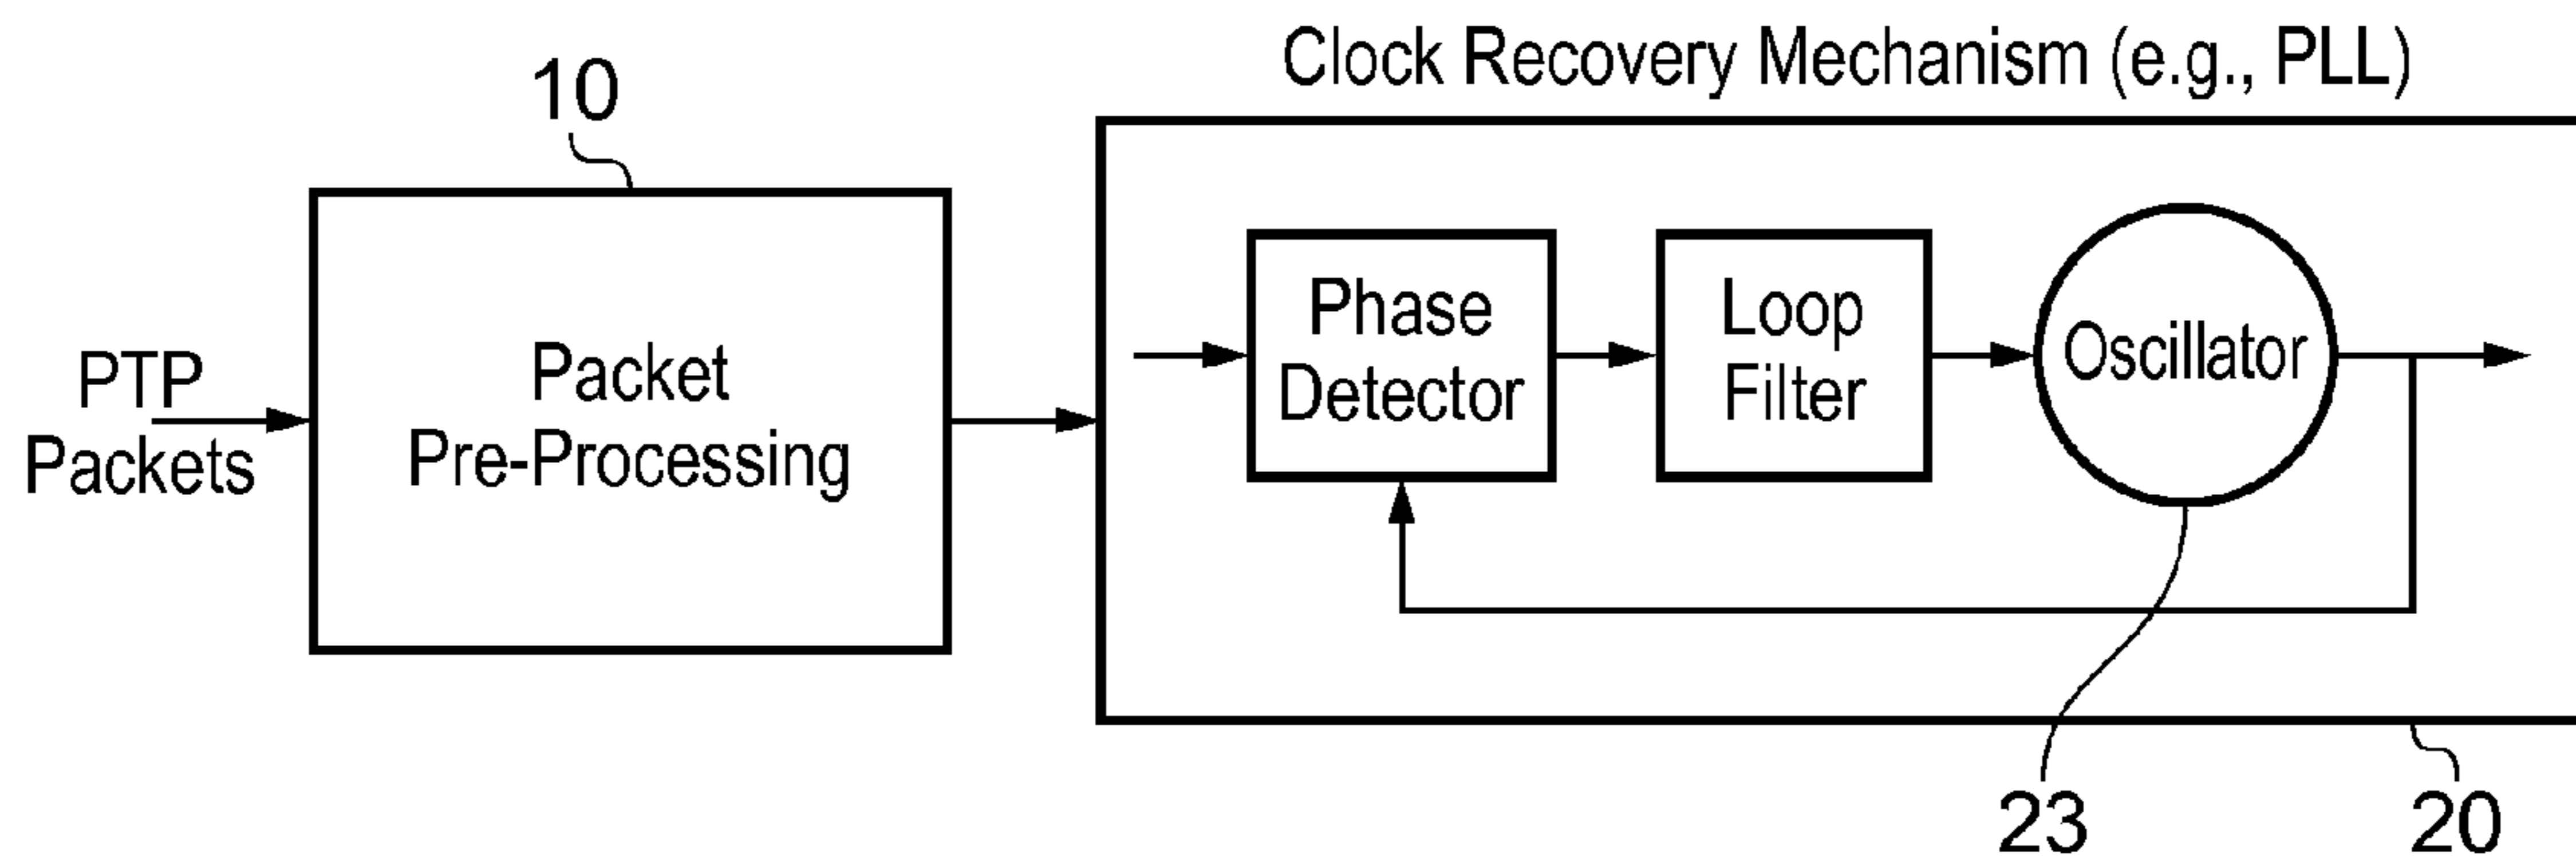 Clock Recovery Mechanism (e.g., PLL)
10
PTP
Packets
Packet
Pre-Processing
Phase
Detector
Loop
Filter
Oscillator
23
20